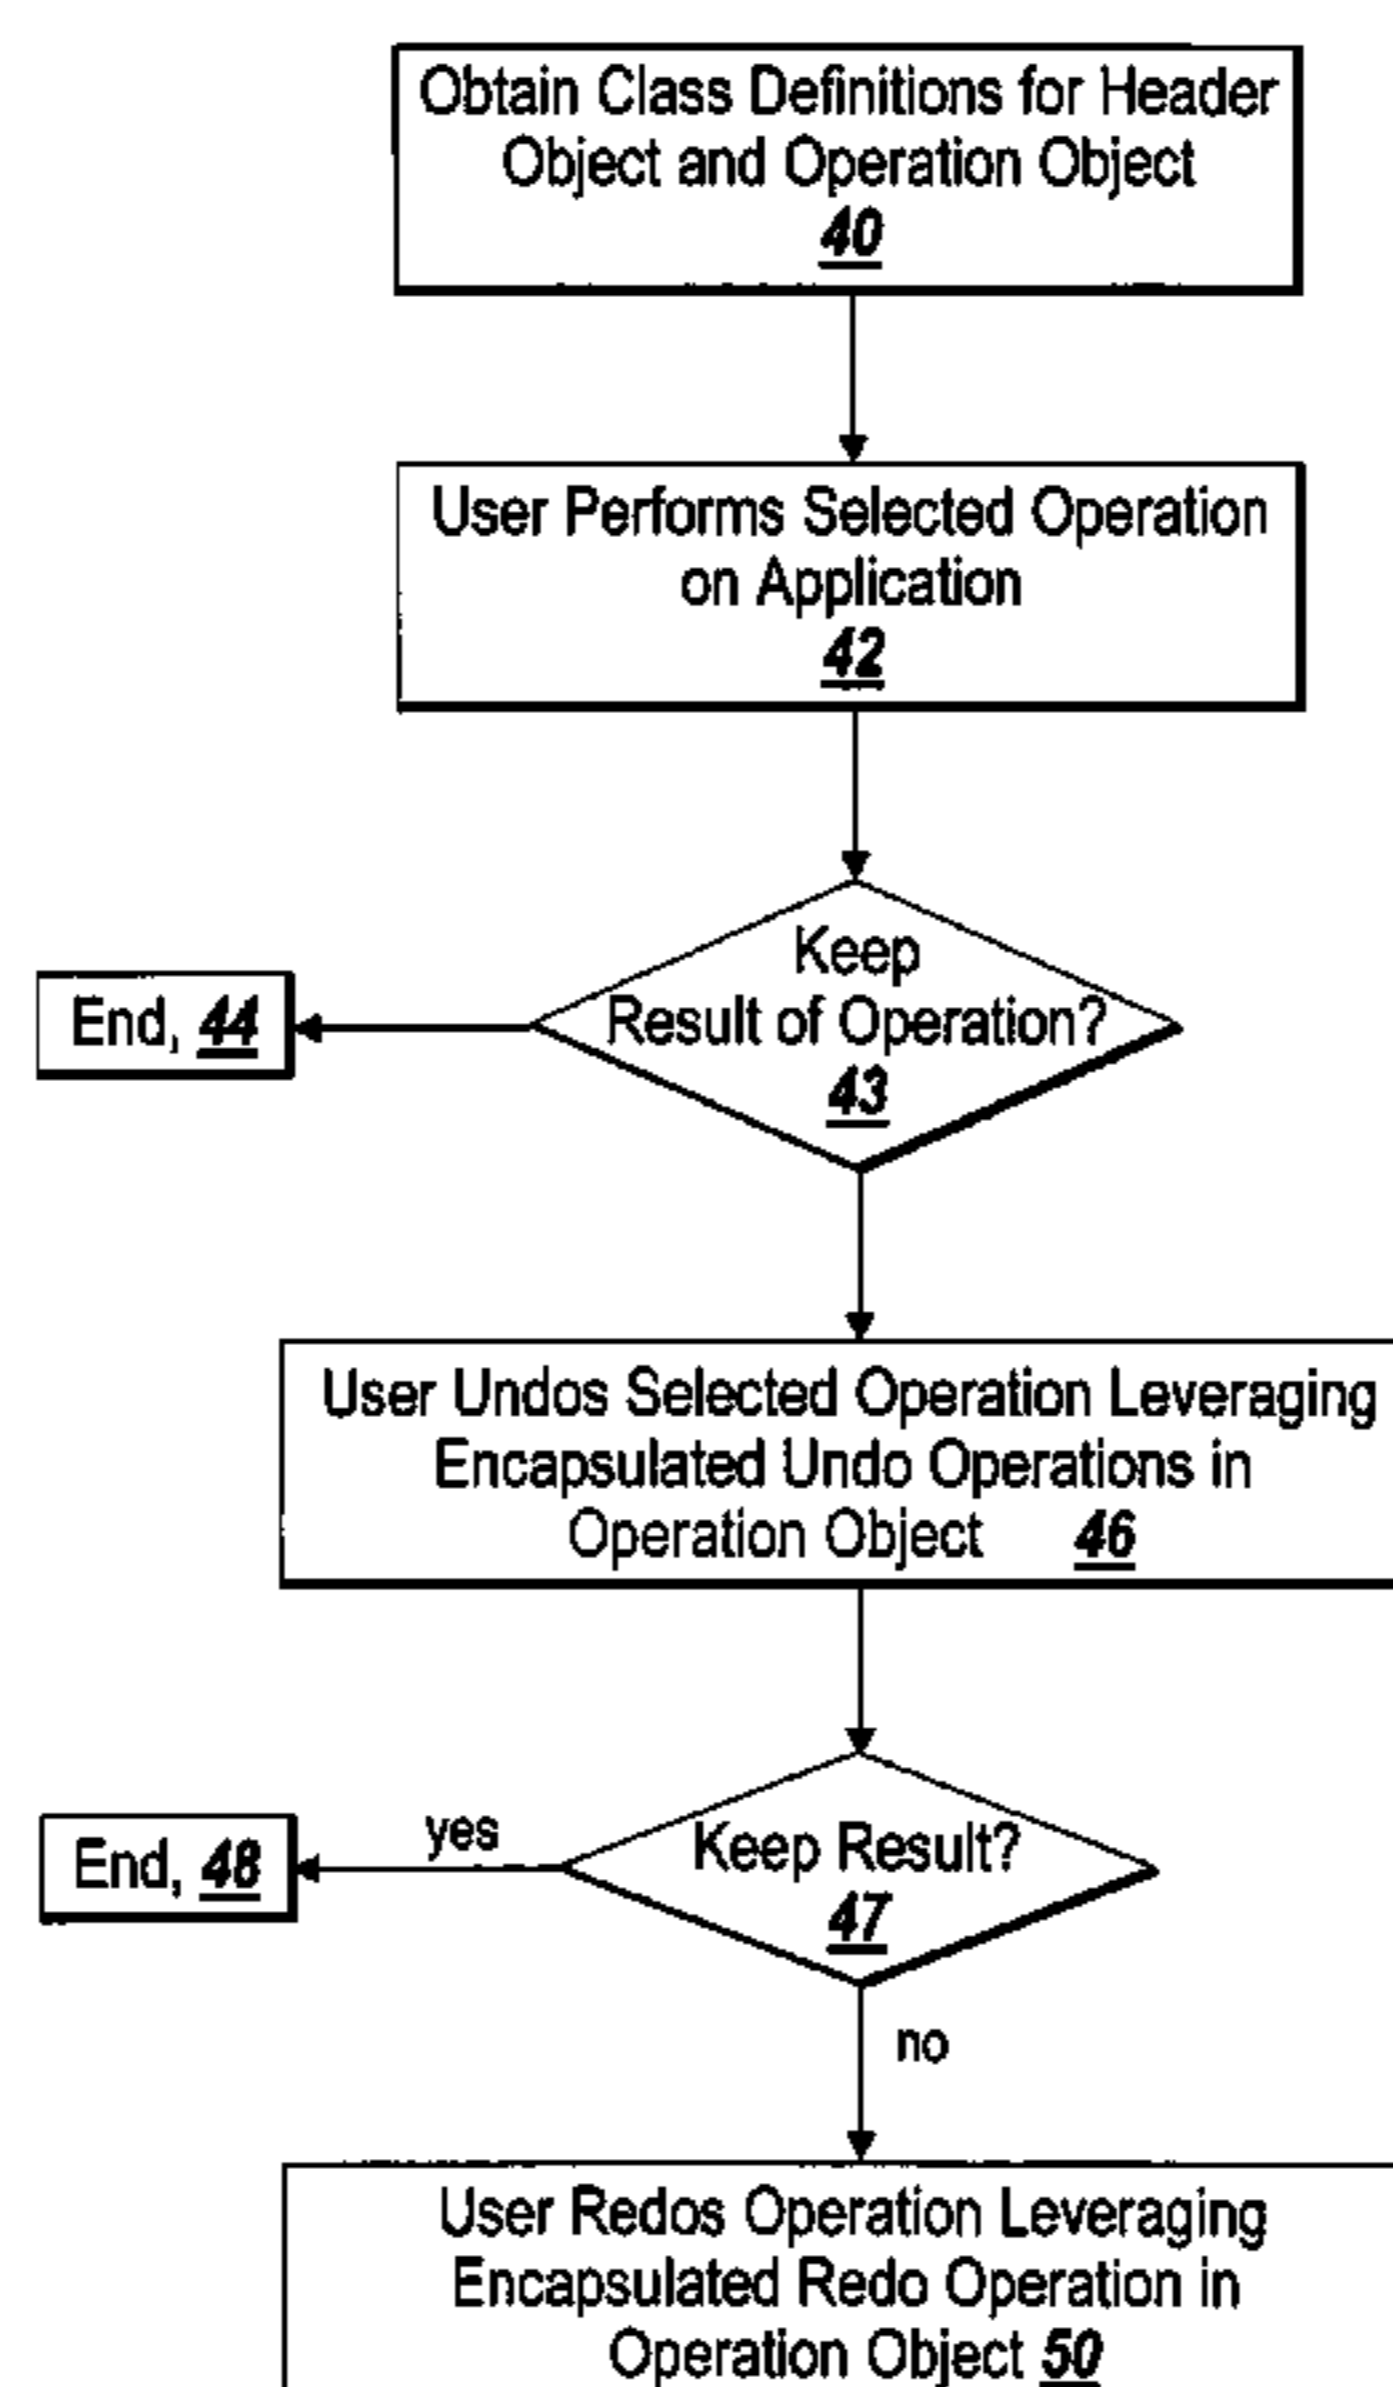 Obtain Class Definitions for Header
Object and Operation Object
40
User Performs Selected Operation
on Application
42
Keep
Result of Operation?
43
End, 44
User Undos Selected Operation Leveraging
Encapsulated Undo Operations in
Operation Object 46
Keep Result?
47
yes
End, 48
no
User Redos Operation Leveraging
Encapsulated Redo Operation in
Operation Object 50